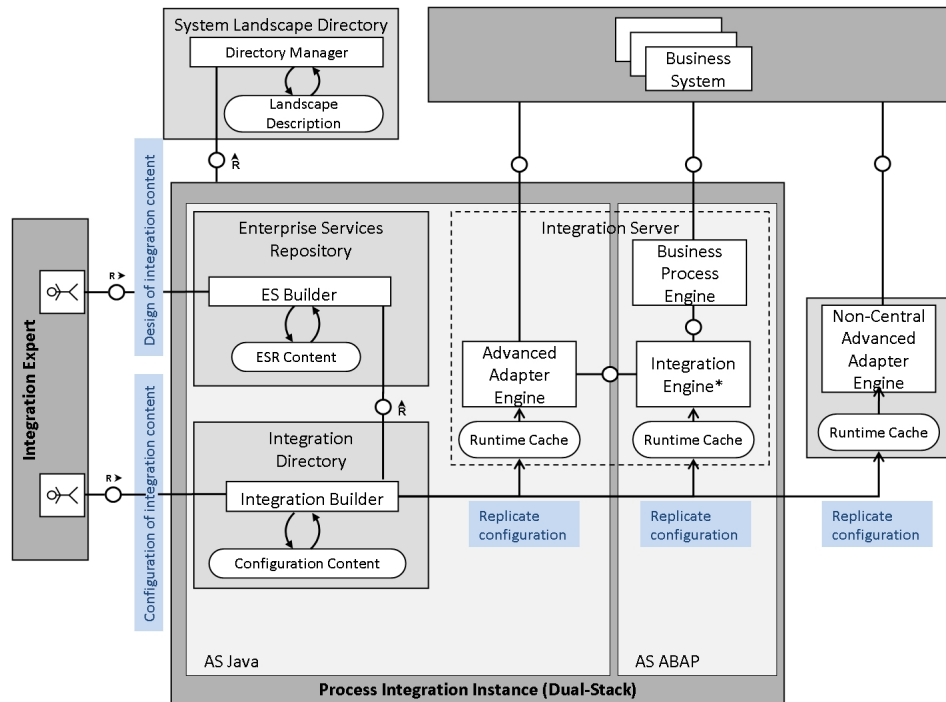 System Landscape Directory
Directory Manager
Landscape
Description
R
Business
System
Design of integration content
Integration Expert
R
R
Configuration of integration content
Enterprise Services
Repository
ES Builder
ESR Content
R
Integration
Directory
Integration Builder
Configuration Content
Integration Server
Business
Process
Engine
Advanced
Adapter
Engine
Integration
Engine*
Runtime Cache
Runtime Cache
Non-Central
Advanced
Adapter
Engine
Runtime Cache
Replicate
configuration
Replicate
configuration
Replicate
configuration
AS Java
AS ABAP
Process Integration Instance (Dual-Stack)